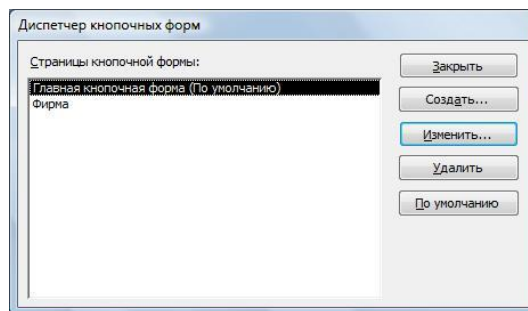 Диспетчер кнопочных форм
Страницы кнопочной формы:
Главная кнопочная форма (По умолчанию)
Фирма
Закрыть
Создать...
Изменить...
Удалить
По умолчанию